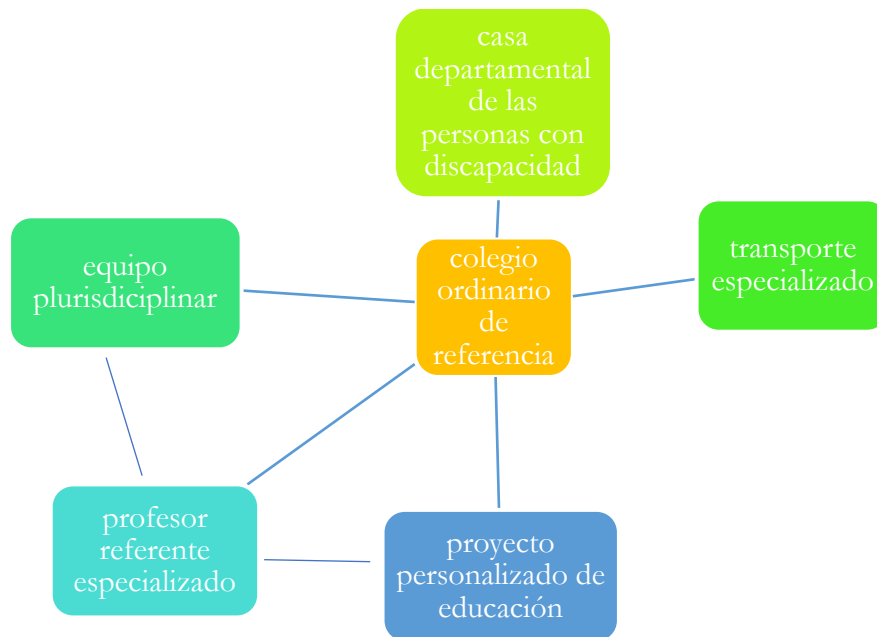 casa
departamental
de las
personas con
discapacidad
equipo
plurisdiciplinar
colegio
ordinario
de
referencia
transporte
especializado
profesor
referente
especializado
proyecto
personalizado de
educación